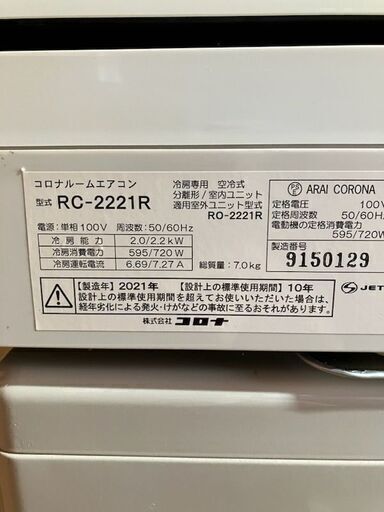 コロナルームエアコン
型式 RC-2221R
冷房専用 空冷式
分離形/室内ユニット
適用室外ユニット型式
RO-2221R
電源:単相100V 周波数:50/60Hz
冷房能力 2.0/2.2kW
冷房消費電力 595/720W
冷房運転電流 6.69/7.27A
総質量:7.0kg
PS E ARAI CORONA
定格電圧 100V
定格周波数 50/60Hz
電動機の定格消費電力
595/720W
製造番号
9150129
【製造年】2021年 【設計上の標準使用期間】10年
設計上の標準使用期間を超えてお使いいただいた場合は、
経年劣化による発火・けがなどの事故に至るおそれがあります。
JET
株式会社 コロナ